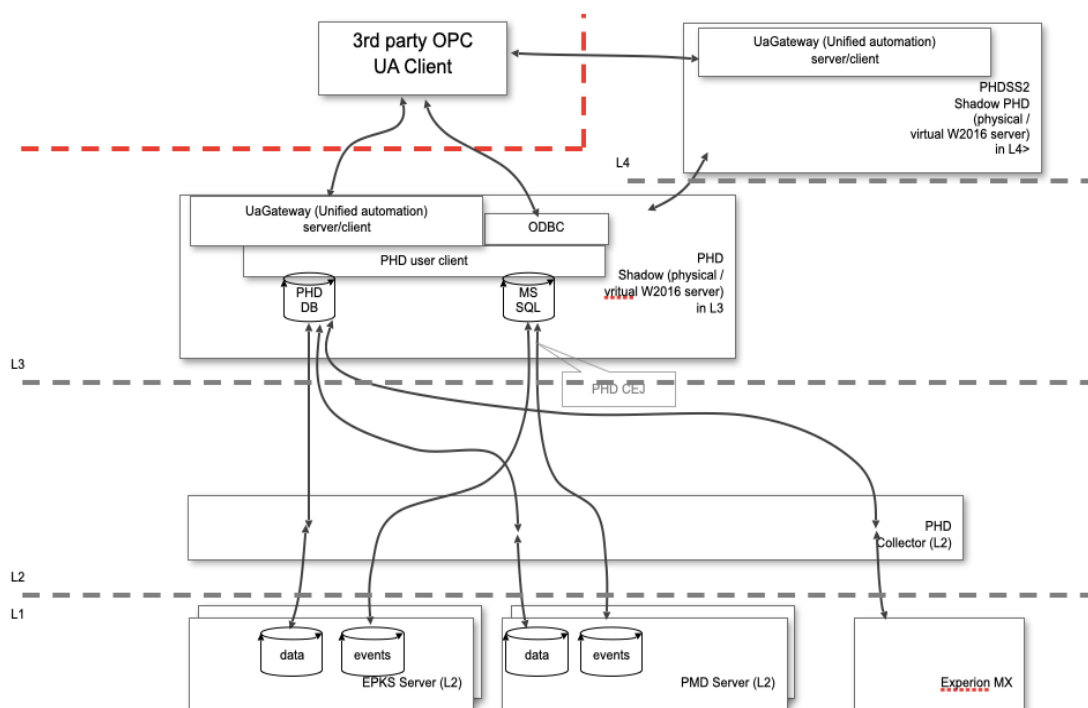 3rd party OPC
UA Client
UaGateway (Unified automation)
server/client
PHDSS2
Shadow PHD
(physical /
virtual W2016 server)
in L4>
L4
UaGateway (Unified automation)
server/client
ODBC
PHD user client
PHD
Shadow (physical /
vritual W2016 server)
in L3
PHD
DB
MS
SQL
L3
PHD CEJ
PHD
Collector (L2)
L2
L1
data
events
EPKS Server (L2)
data
events
PMD Server (L2)
Experion MX